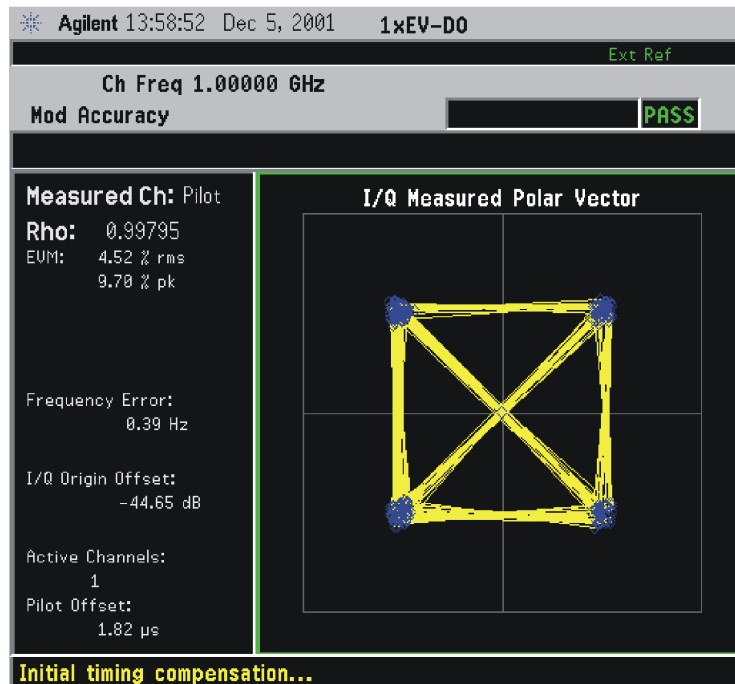 Agilent 13:58:52 Dec 5, 2001 1xEV-DO
Ext Ref
Ch Freq 1.00000 GHz
Mod Accuracy PASS
Measured Ch: Pilot
Rho: 0.99795
EVM: 4.52 % rms
9.70 % pk
Frequency Error:
0.39 Hz
I/Q Origin Offset:
-44.65 dB
Active Channels:
1
Pilot Offset:
1.82 µs
I/Q Measured Polar Vector
Initial timing compensation...